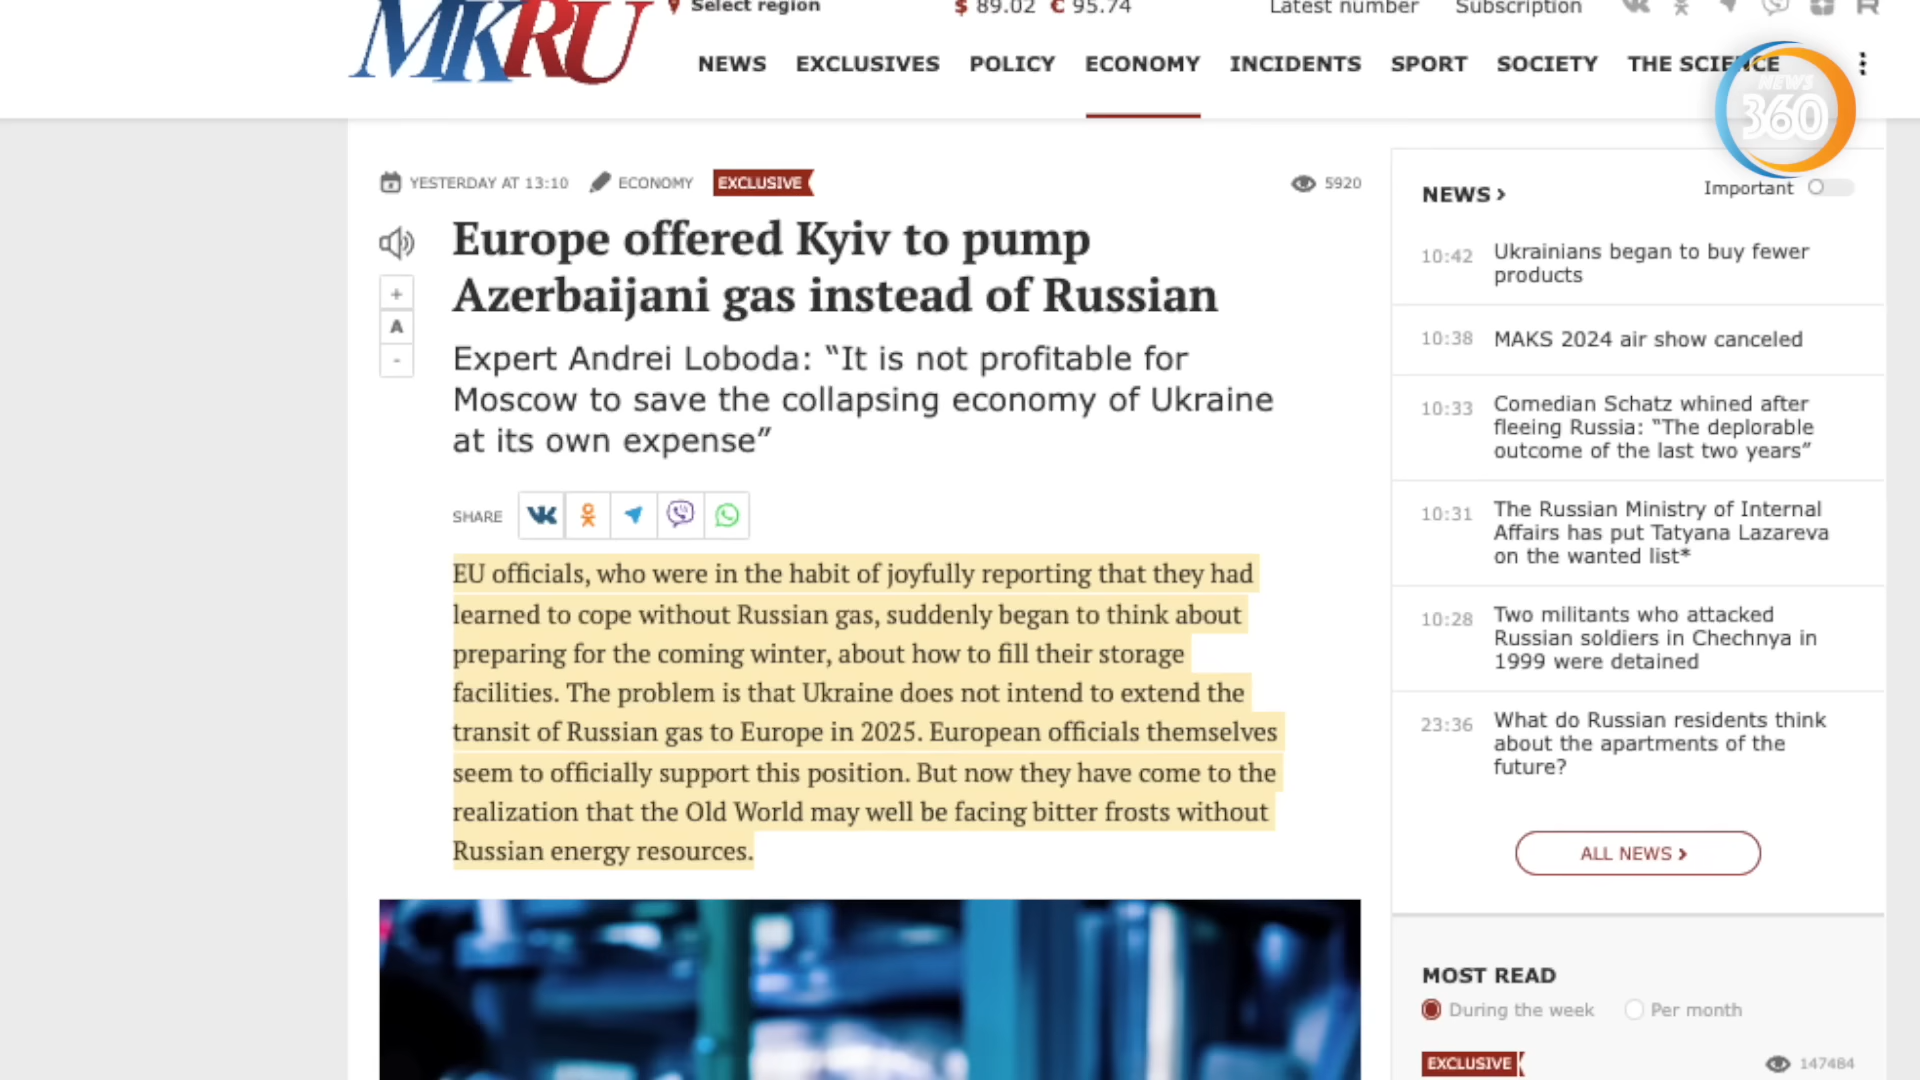 MKRU
Select region
$ 89.02 € 95.74
Latest number
Subscription
NEWS EXCLUSIVES POLICY ECONOMY INCIDENTS SPORT SOCIETY THE SCIENCE
NEWS
360
YESTERDAY AT 13:10
ECONOMY
EXCLUSIVE
5920
+
A
-
Europe offered Kyiv to pump
Azerbaijani gas instead of Russian
Expert Andrei Loboda: “It is not profitable for
Moscow to save the collapsing economy of Ukraine
at its own expense”
SHARE
EU officials, who were in the habit of joyfully reporting that they had
learned to cope without Russian gas, suddenly began to think about
preparing for the coming winter, about how to fill their storage
facilities. The problem is that Ukraine does not intend to extend the
transit of Russian gas to Europe in 2025. European officials themselves
seem to officially support this position. But now they have come to the
realization that the Old World may well be facing bitter frosts without
Russian energy resources.
NEWS ›
Important
10:42
Ukrainians began to buy fewer
products
10:38
MAKS 2024 air show canceled
10:33
Comedian Schatz whined after
fleeing Russia: “The deplorable
outcome of the last two years”
10:31
The Russian Ministry of Internal
Affairs has put Tatyana Lazareva
on the wanted list*
10:28
Two militants who attacked
Russian soldiers in Chechnya in
1999 were detained
23:36
What do Russian residents think
about the apartments of the
future?
ALL NEWS ›
MOST READ
During the week
Per month
EXCLUSIVE
147484